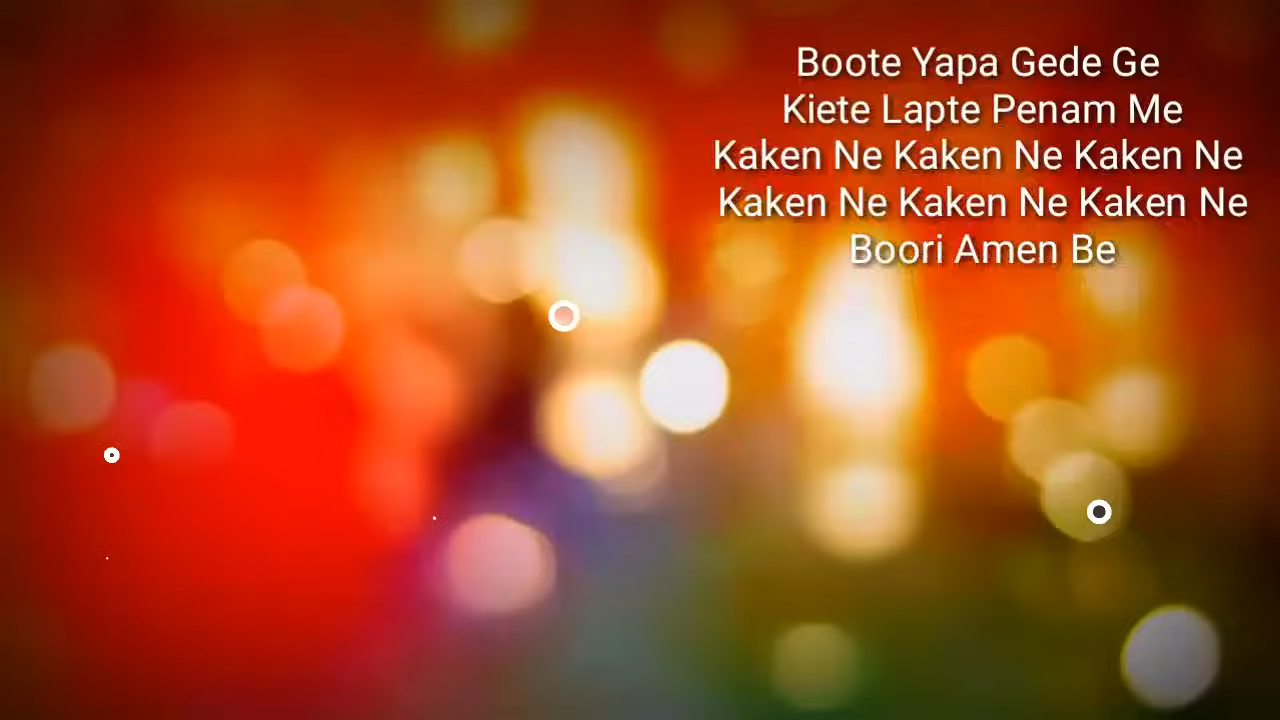 Boote Yapa Gede Ge
Kiete Lapte Penam Me
Kaken Ne Kaken Ne Kaken Ne
Kaken Ne Kaken Ne Kaken Ne
Boori Amen Be